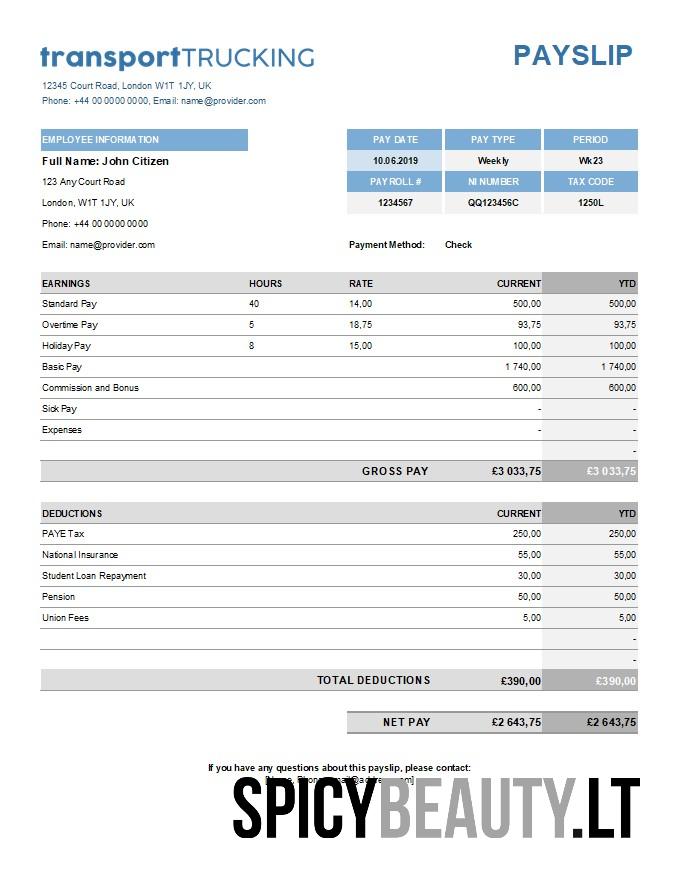 transportTRUCKING
PAYSLIP
12345 Court Road, London W1T 1JY, UK
Phone: +44 00 0000 0000, Email: name@provider.com
EMPLOYEE INFORMATION PAY DATE PAY TYPE PERIOD
Full Name: John Citizen 10.06.2019 Weekly Wk23
123 Any Court Road PAYROLL # NI NUMBER TAX CODE
London, W1T 1JY, UK 1234567 QQ123456C 1250L
Phone: +44 00 0000 0000
Email: name@provider.com Payment Method: Check
EARNINGS HOURS RATE CURRENT YTD
Standard Pay 40 14,00 500,00 500,00
Overtime Pay 5 18,75 93,75 93,75
Holiday Pay 8 15,00 100,00 100,00
Basic Pay 1 740,00 1 740,00
Commission and Bonus 600,00 600,00
Sick Pay - -
Expenses - -
-
GROSS PAY £3 033,75 £3 033,75
DEDUCTIONS CURRENT YTD
PAYE Tax 250,00 250,00
National Insurance 55,00 55,00
Student Loan Repayment 30,00 30,00
Pension 50,00 50,00
Union Fees 5,00 5,00
-
-
TOTAL DEDUCTIONS £390,00 £390,00
NET PAY £2 643,75 £2 643,75
If you have any questions about this payslip, please contact:
SPICYBEAUTY.LT